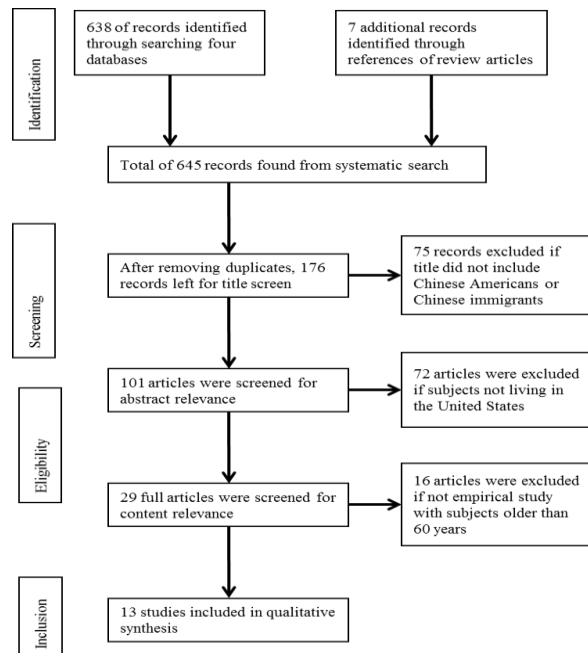 Identification
638 of records identified
through searching four
databases
7 additional records
identified through
references of review articles
Total of 645 records found from systematic search
Screening
After removing duplicates, 176
records left for title screen
75 records excluded if
title did not include
Chinese Americans or
Chinese immigrants
101 articles were screened for
abstract relevance
72 articles were excluded
if subjects not living in
the United States
Eligibility
29 full articles were screened for
content relevance
16 articles were excluded
if not empirical study
with subjects older than
60 years
Inclusion
13 studies included in qualitative
synthesis